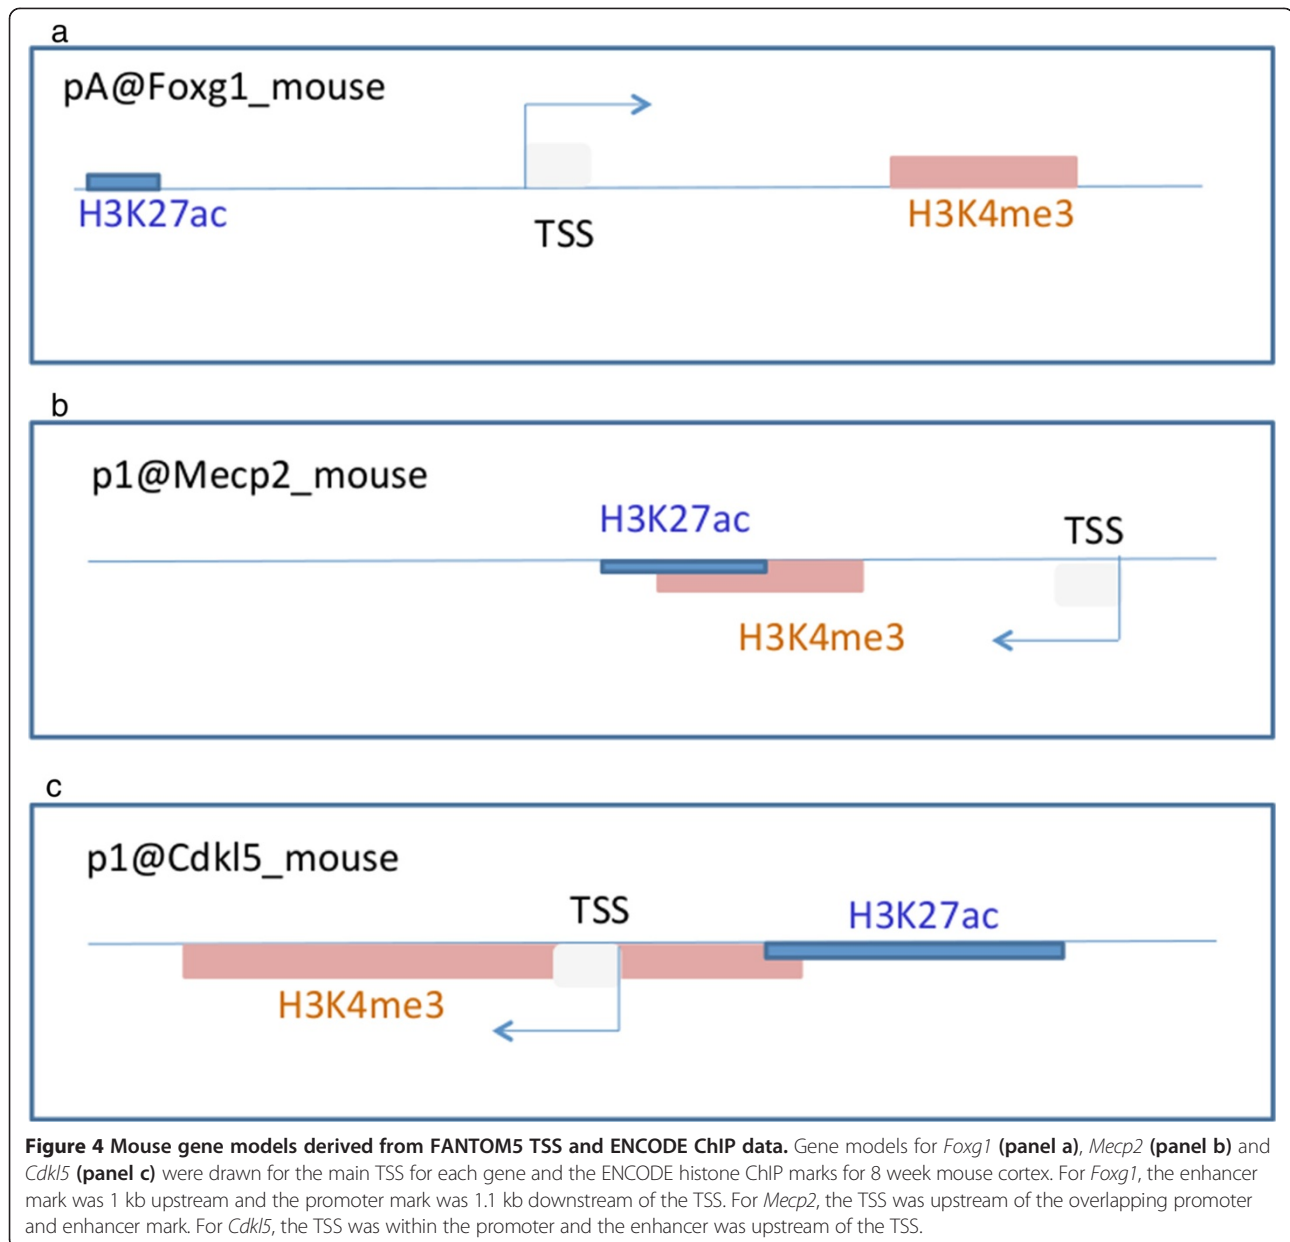 a
pA@Foxg1_mouse
H3K27ac
TSS
H3K4me3
b
p1@Mecp2_mouse
H3K27ac
TSS
H3K4me3
c
p1@Cdkl5_mouse
TSS
H3K27ac
H3K4me3
Figure 4 Mouse gene models derived from FANTOM5 TSS and ENCODE ChIP data. Gene models for Foxg1 (panel a), Mecp2 (panel b) and
Cdkl5 (panel c) were drawn for the main TSS for each gene and the ENCODE histone ChIP marks for 8 week mouse cortex. For Foxg1, the enhancer
mark was 1 kb upstream and the promoter mark was 1.1 kb downstream of the TSS. For Mecp2, the TSS was upstream of the overlapping promoter
and enhancer mark. For Cdkl5, the TSS was within the promoter and the enhancer was upstream of the TSS.